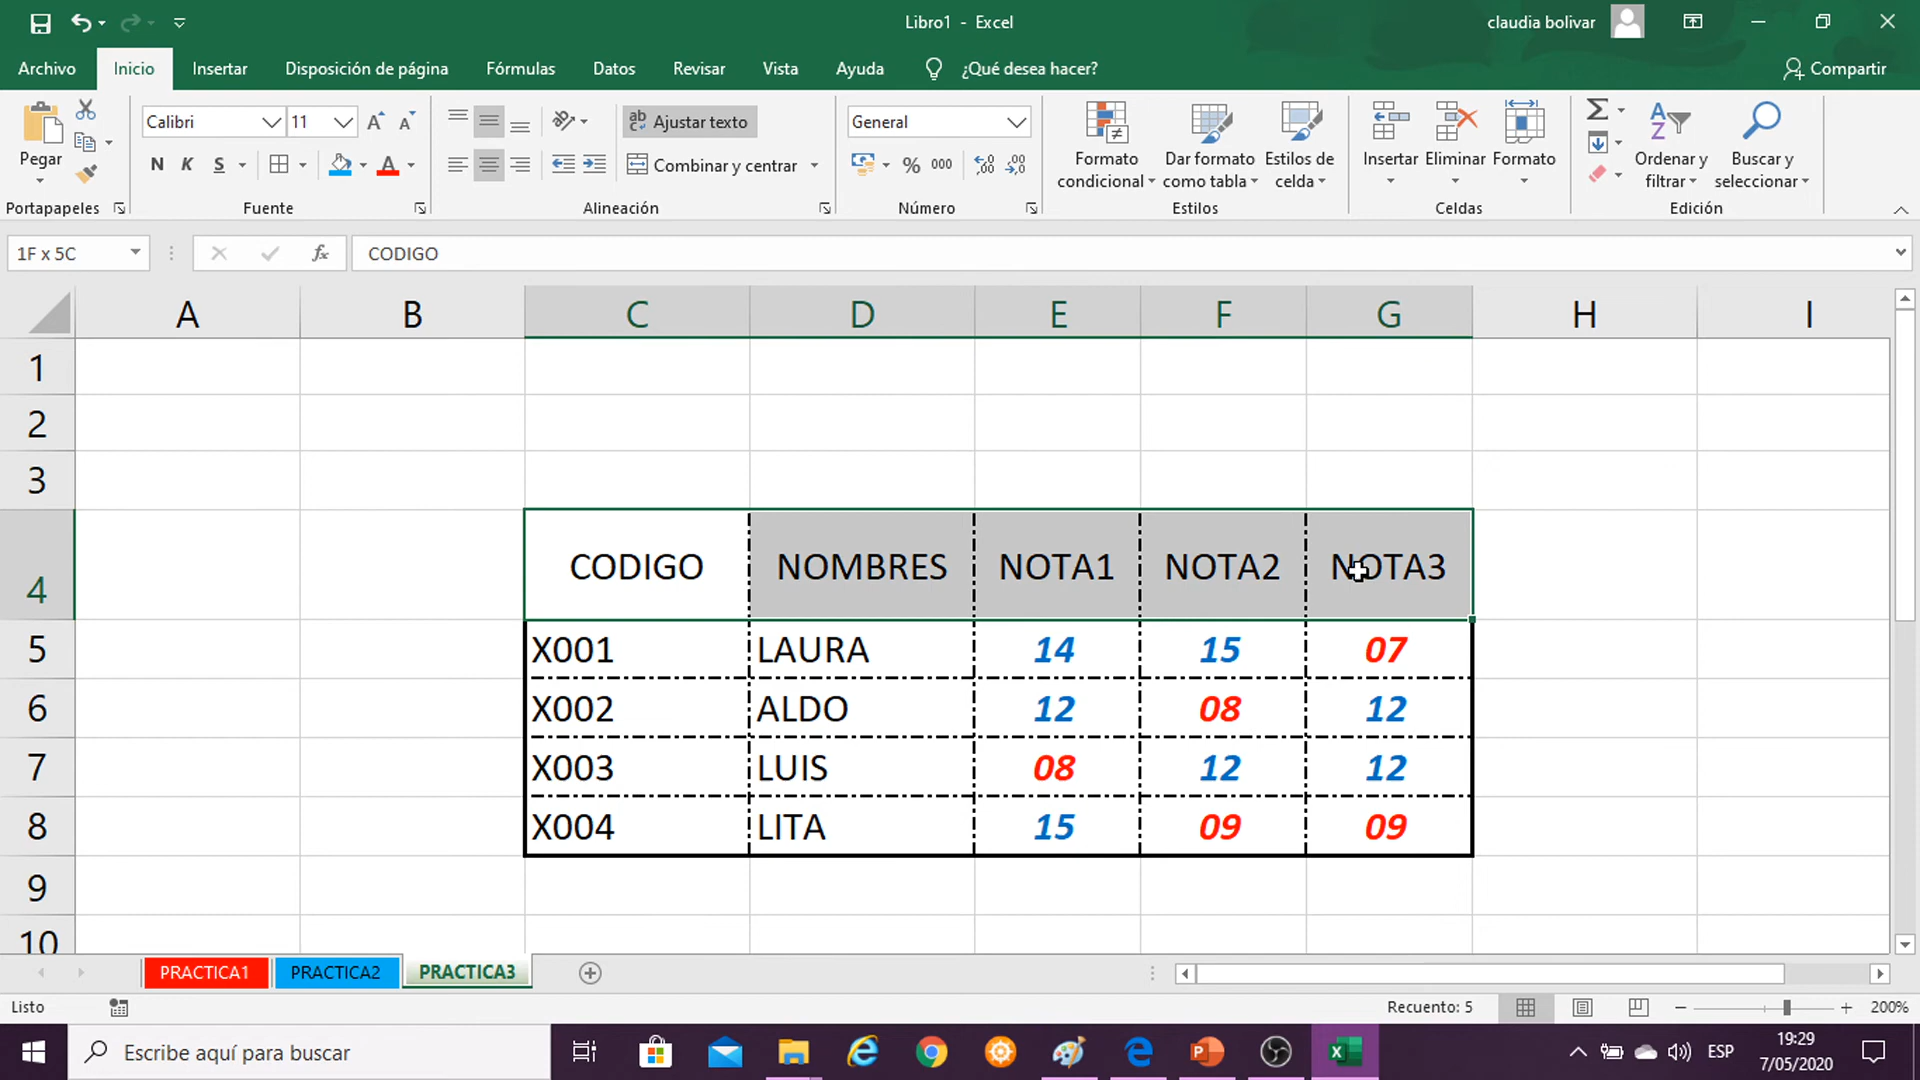 Libro1 - Excel
claudia bolivar
Archivo Inicio Insertar Disposición de página Fórmulas Datos Revisar Vista Ayuda ¿Qué desea hacer? Compartir
Pegar
Portapapeles
Calibri 11
N K S A
Fuente
Ajustar texto
Combinar y centrar
Alineación
General
% 000
Número
Formato condicional
Dar formato como tabla
Estilos de celda
Estilos
Insertar Eliminar Formato
Celdas
Ordenar y filtrar
Buscar y seleccionar
Edición
1F x 5C fx CODIGO
A B C D E F G H I
1
2
3
4 CODIGO NOMBRES NOTA1 NOTA2 NOTA3
5 X001 LAURA 14 15 07
6 X002 ALDO 12 08 12
7 X003 LUIS 08 12 12
8 X004 LITA 15 09 09
9
10
PRACTICA1 PRACTICA2 PRACTICA3
Listo Recuento: 5 200%
Escribe aquí para buscar
ESP
19:29
7/05/2020